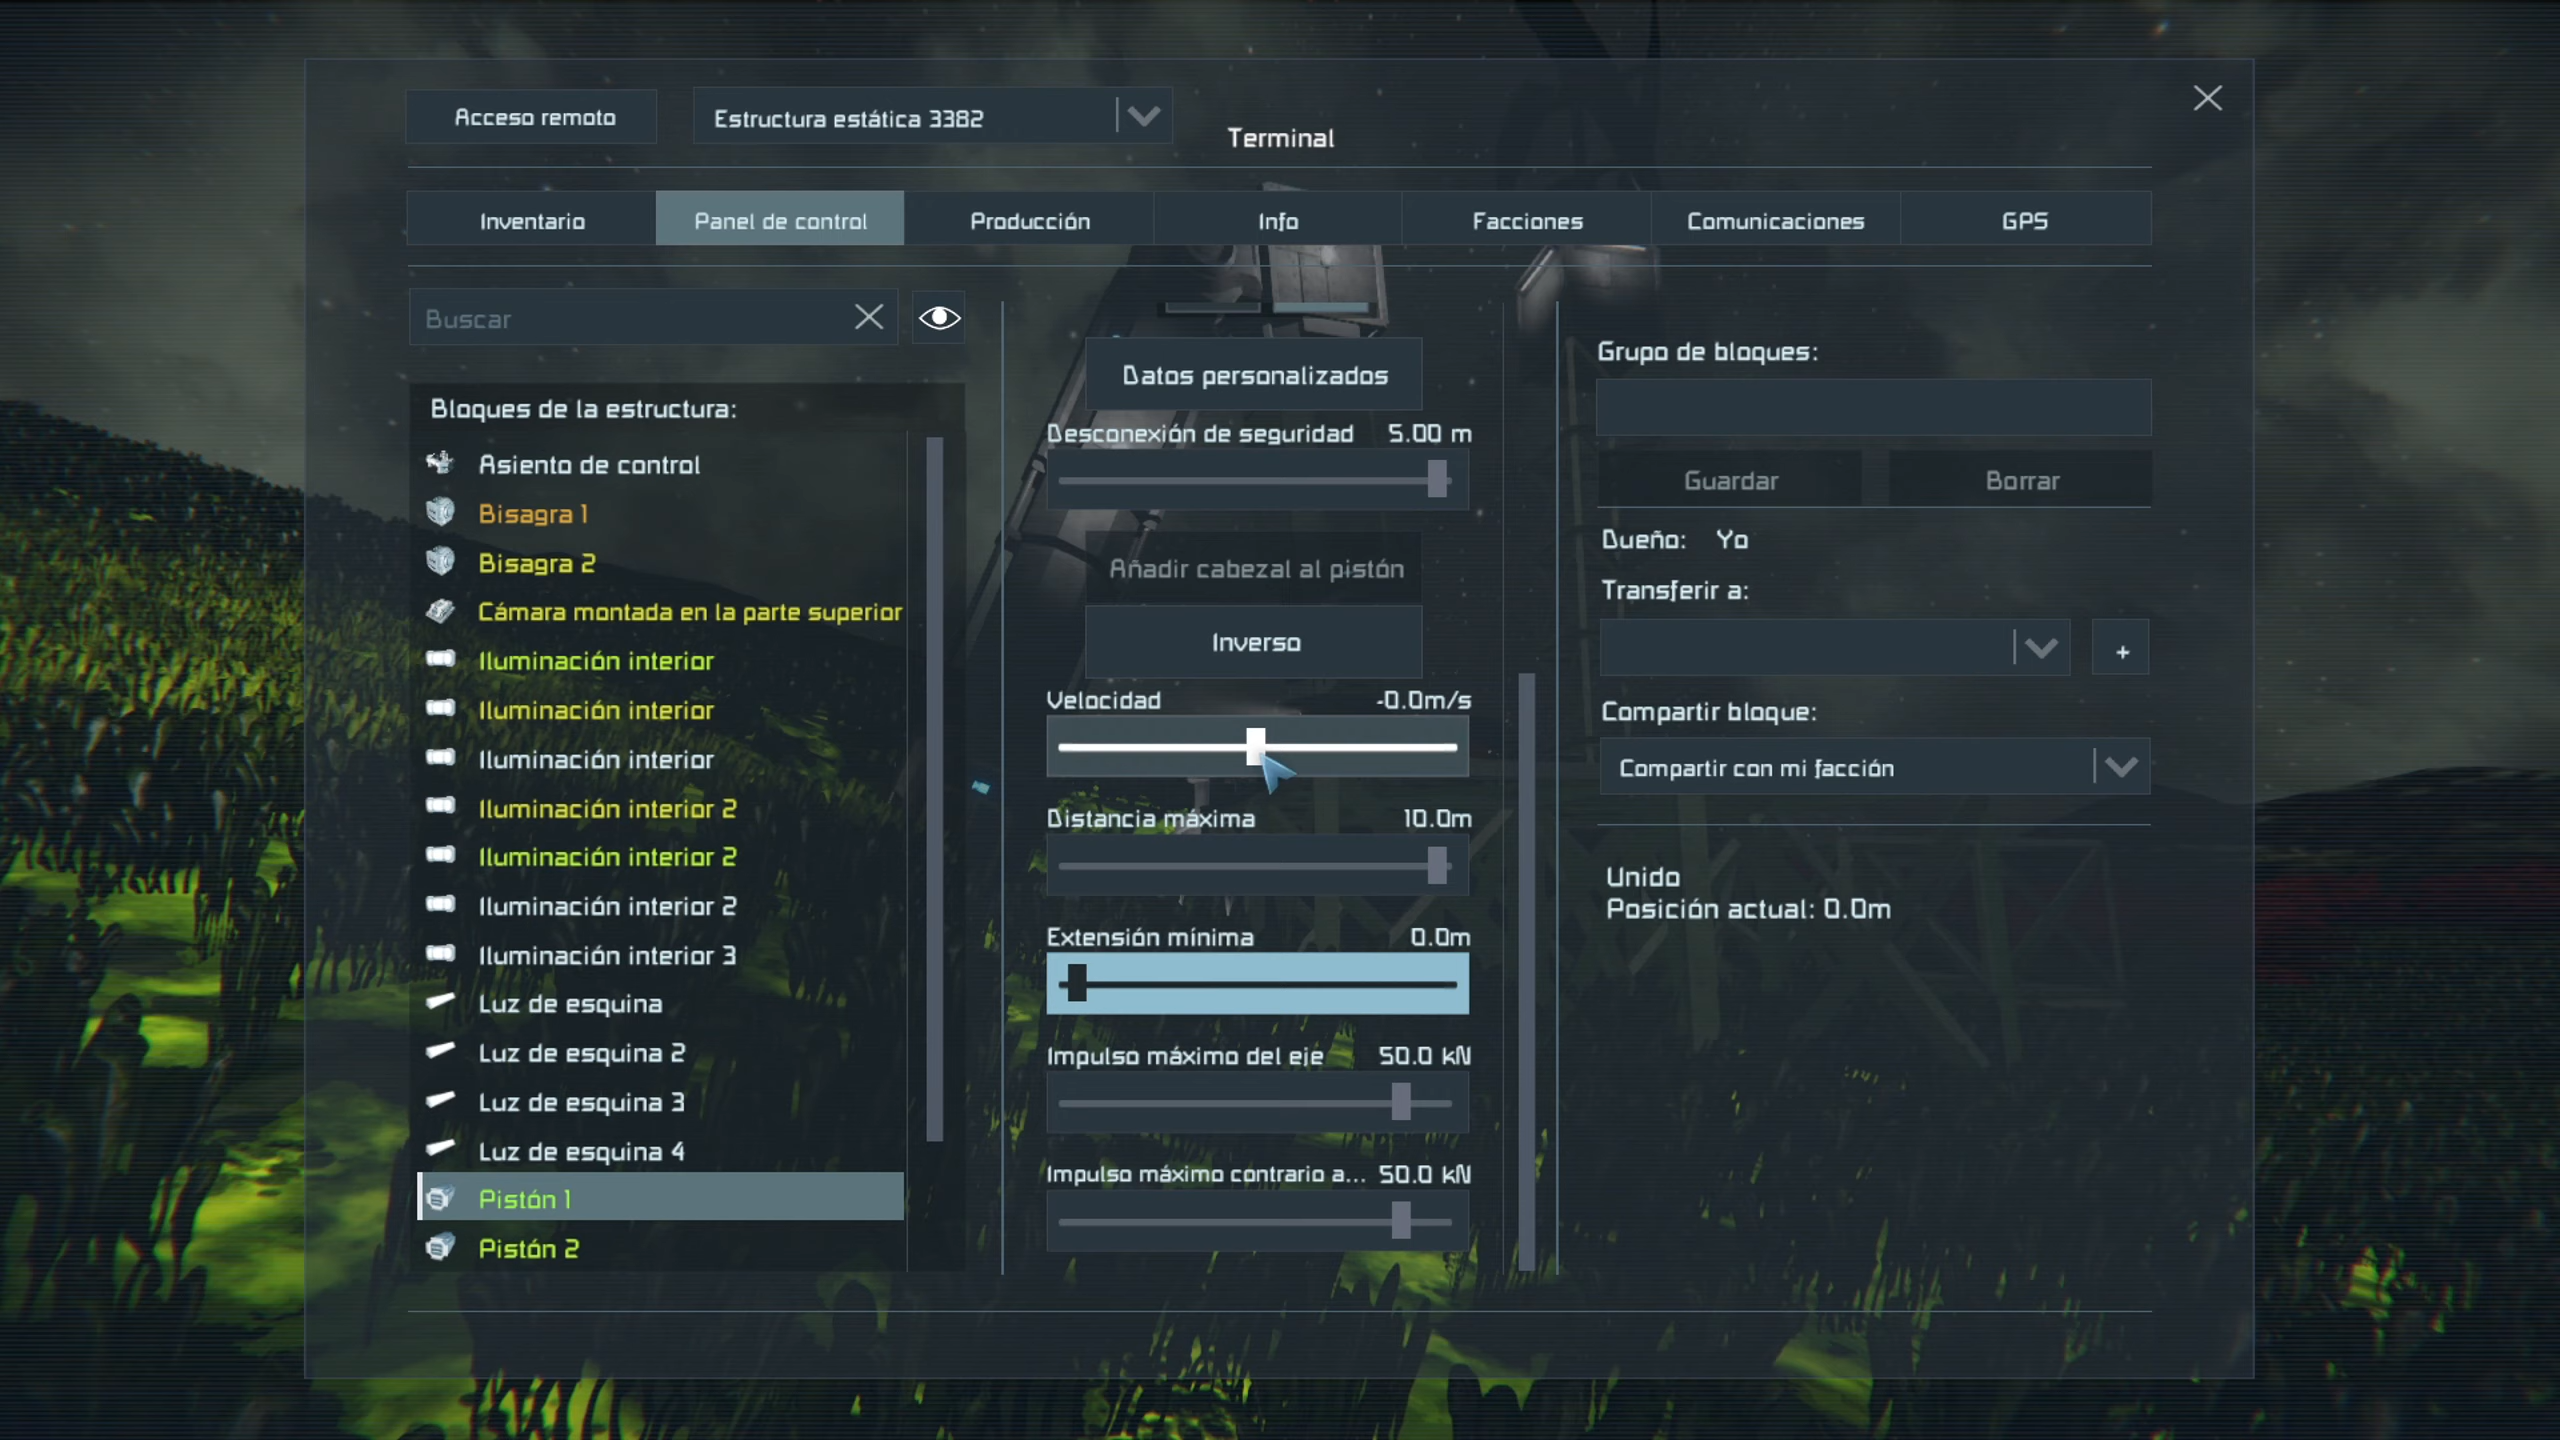 Acceso remoto
Estructura estática 3382
Terminal
Inventario
Panel de control
Producción
Info
Facciones
Comunicaciones
GPS
Buscar
Bloques de la estructura:
Asiento de control
Bisagra 1
Bisagra 2
Cámara montada en la parte superior
Iluminación interior
Iluminación interior
Iluminación interior
Iluminación interior 2
Iluminación interior 2
Iluminación interior 2
Iluminación interior 3
Luz de esquina
Luz de esquina 2
Luz de esquina 3
Luz de esquina 4
Pistón 1
Pistón 2
Datos personalizados
Desconexión de seguridad 5.00 m
Añadir cabezal al pistón
Inverso
Velocidad -0.0m/s
Distancia máxima 10.0m
Extensión mínima 0.0m
Impulso máximo del eje 50.0 kN
Impulso máximo contrario a... 50.0 kN
Grupo de bloques:
Guardar
Borrar
Dueño: Yo
Transferir a:
+
Compartir bloque:
Compartir con mi facción
Unido
Posición actual: 0.0m